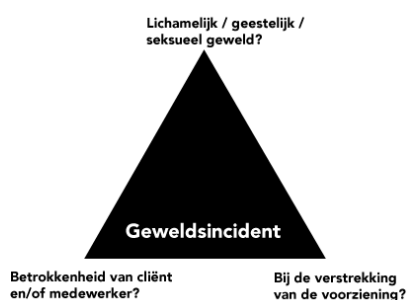 Lichamelijk / geestelijk /
seksueel geweld?
Geweldsincident
Betrokkenheid van cliënt
en/of medewerker?
Bij de verstrekking
van de voorziening?